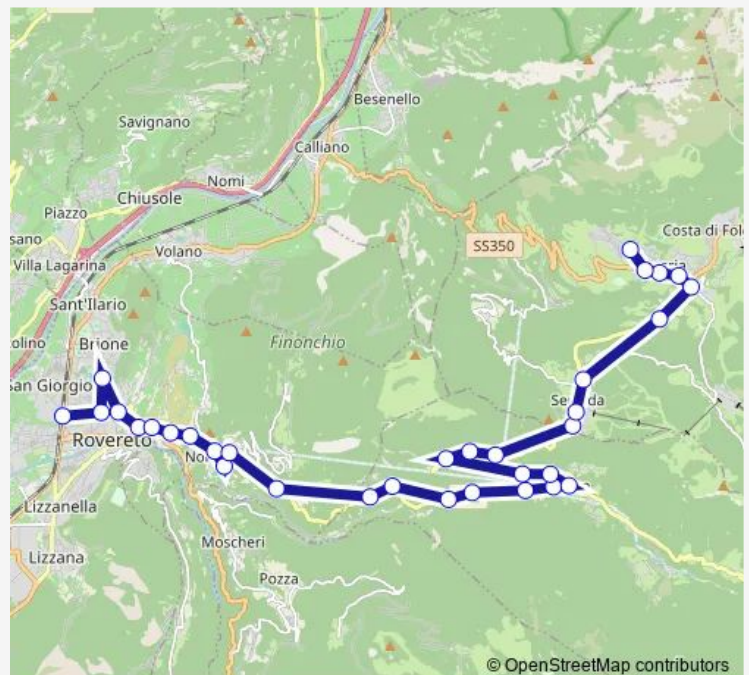 Besenello
Savignano
Calliano
Nomi
Chiusole
Piazzo
Costa di Fol
sano
Volano
SS350
Villa Lagarina
Sant'Ilario
Finonchio
tolino
Brione
San Giorgio
Rovereto
Lizzanella
Moscheri
Lizzana
Pozza
© OpenStreetMap contributors